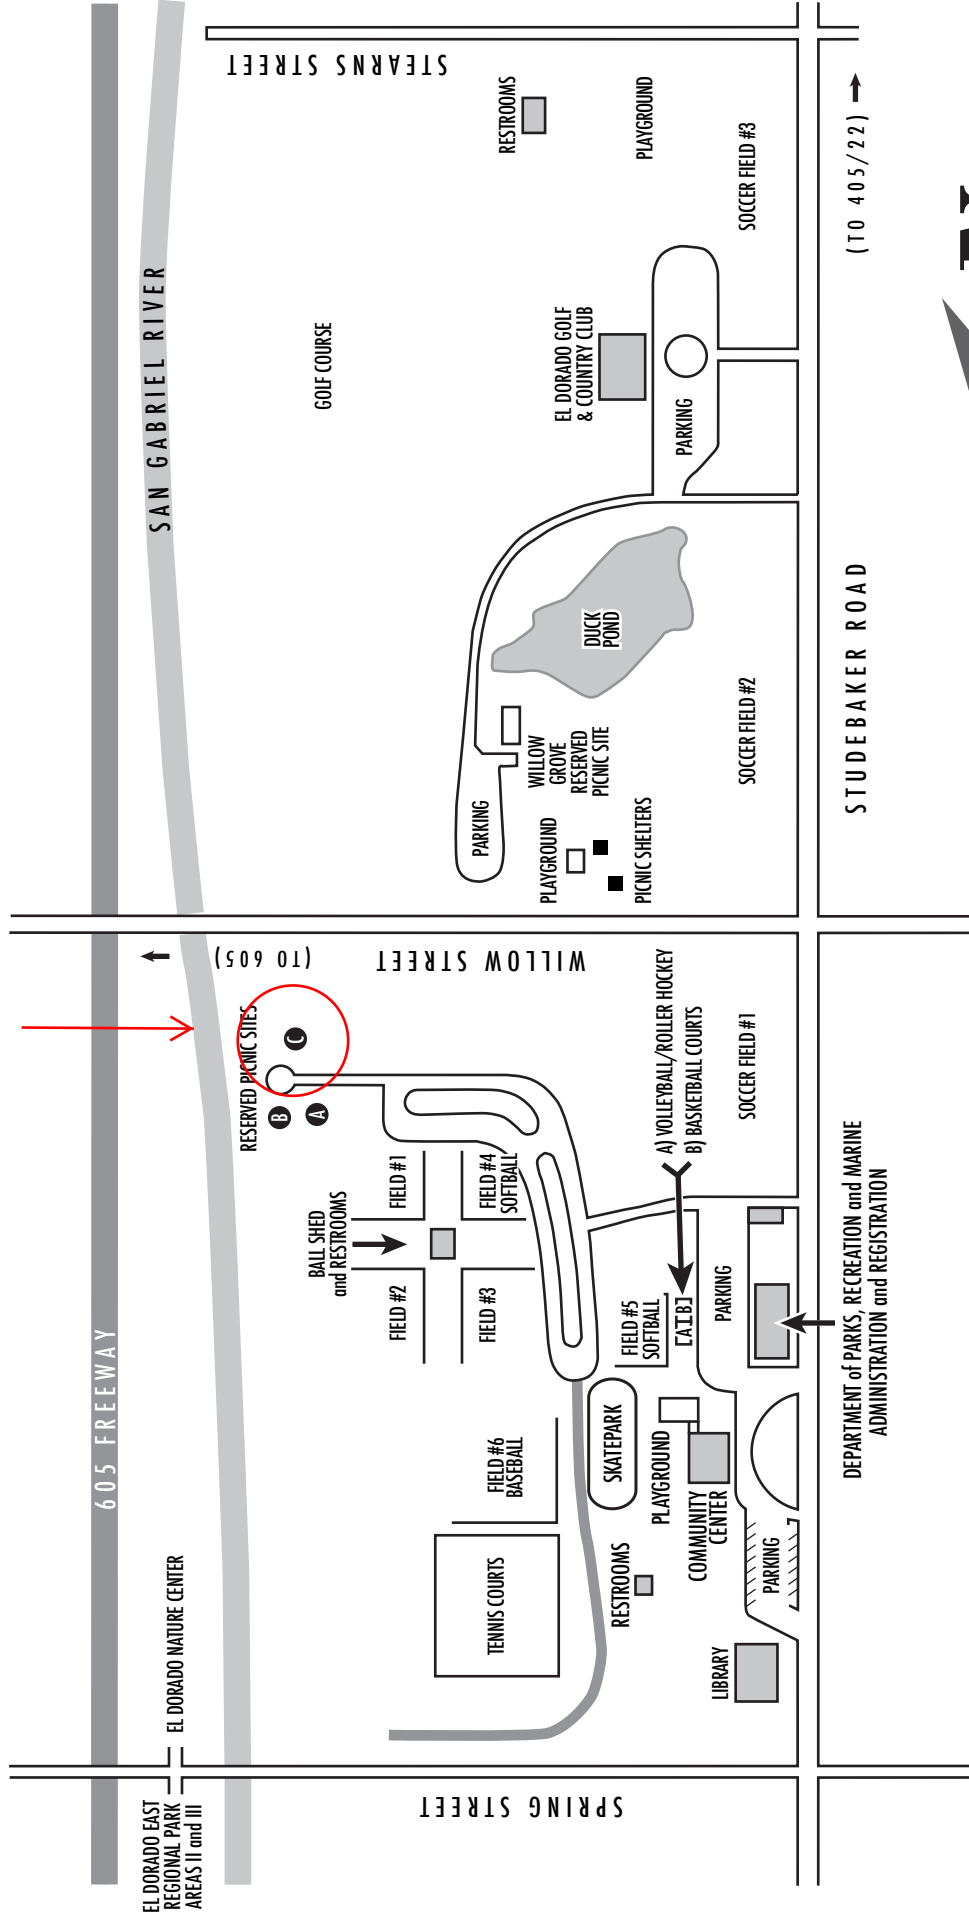 STEARNS STREET
RESTROOMS
PLAYGROUND
SOCCER FIELD #3
(TO 405/22)
SAN GABRIEL RIVER
GOLF COURSE
EL DORADO GOLF
& COUNTRY CLUB
PARKING
DUCK
POND
STUDEBAKER ROAD
SOCCER FIELD #2
WILLOW
GROVE
RESERVED
PICNIC SITE
PARKING
PLAYGROUND
PICNIC SHELTERS
(TO 605)
WILLOW STREET
RESERVED PICNIC SITES
C
B
A
A) VOLLEYBALL/ROLLER HOCKEY
B) BASKETBALL COURTS
SOCCER FIELD #1
FIELD #1
FIELD #4
SOFTBALL
BALL SHED
and RESTROOMS
FIELD #2
FIELD #3
FIELD #5
SOFTBALL
A
B
PARKING
DEPARTMENT of PARKS, RECREATION and MARINE
ADMINISTRATION and REGISTRATION
605 FREEWAY
FIELD #6
BASEBALL
SKATEPARK
PLAYGROUND
COMMUNITY
CENTER
TENNIS COURTS
RESTROOMS
PARKING
LIBRARY
EL DORADO NATURE CENTER
SPRING STREET
EL DORADO EAST
REGIONAL PARK
AREAS II and III